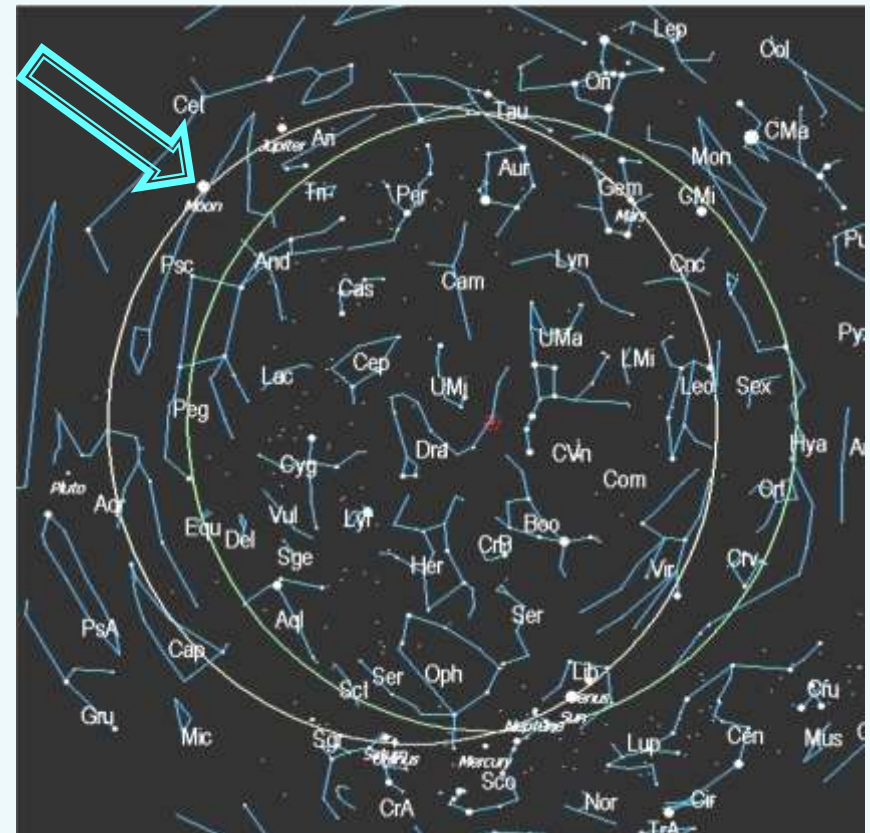 Lep
Col
Ori
Cet
Tau
CMa
Jupiter
Ari
Mon
Aur
Moon
Tri
Per
Gem
CMi
Mars
Pu
Psc
And
Lyn
Cnc
Cas
Cam
UMa
Pyx
Cep
LMi
Lac
UMi
Leo
Sex
Peg
Dra
CVn
Hya
Cyg
Com
Pluto
Aqr
Crt
Vul
Lyr
Boo
Equ
Del
Sge
CrB
Her
Vir
Crv
PsA
Aql
Ser
Cap
Ser
Oph
Lib
Sct
Venus
Cru
Gru
Neptune
Sun
Mic
Sgr
Lup
Cen
Mus
Saturn
Uranus
Mercury
Sco
CrA
Nor
Cir
TrA